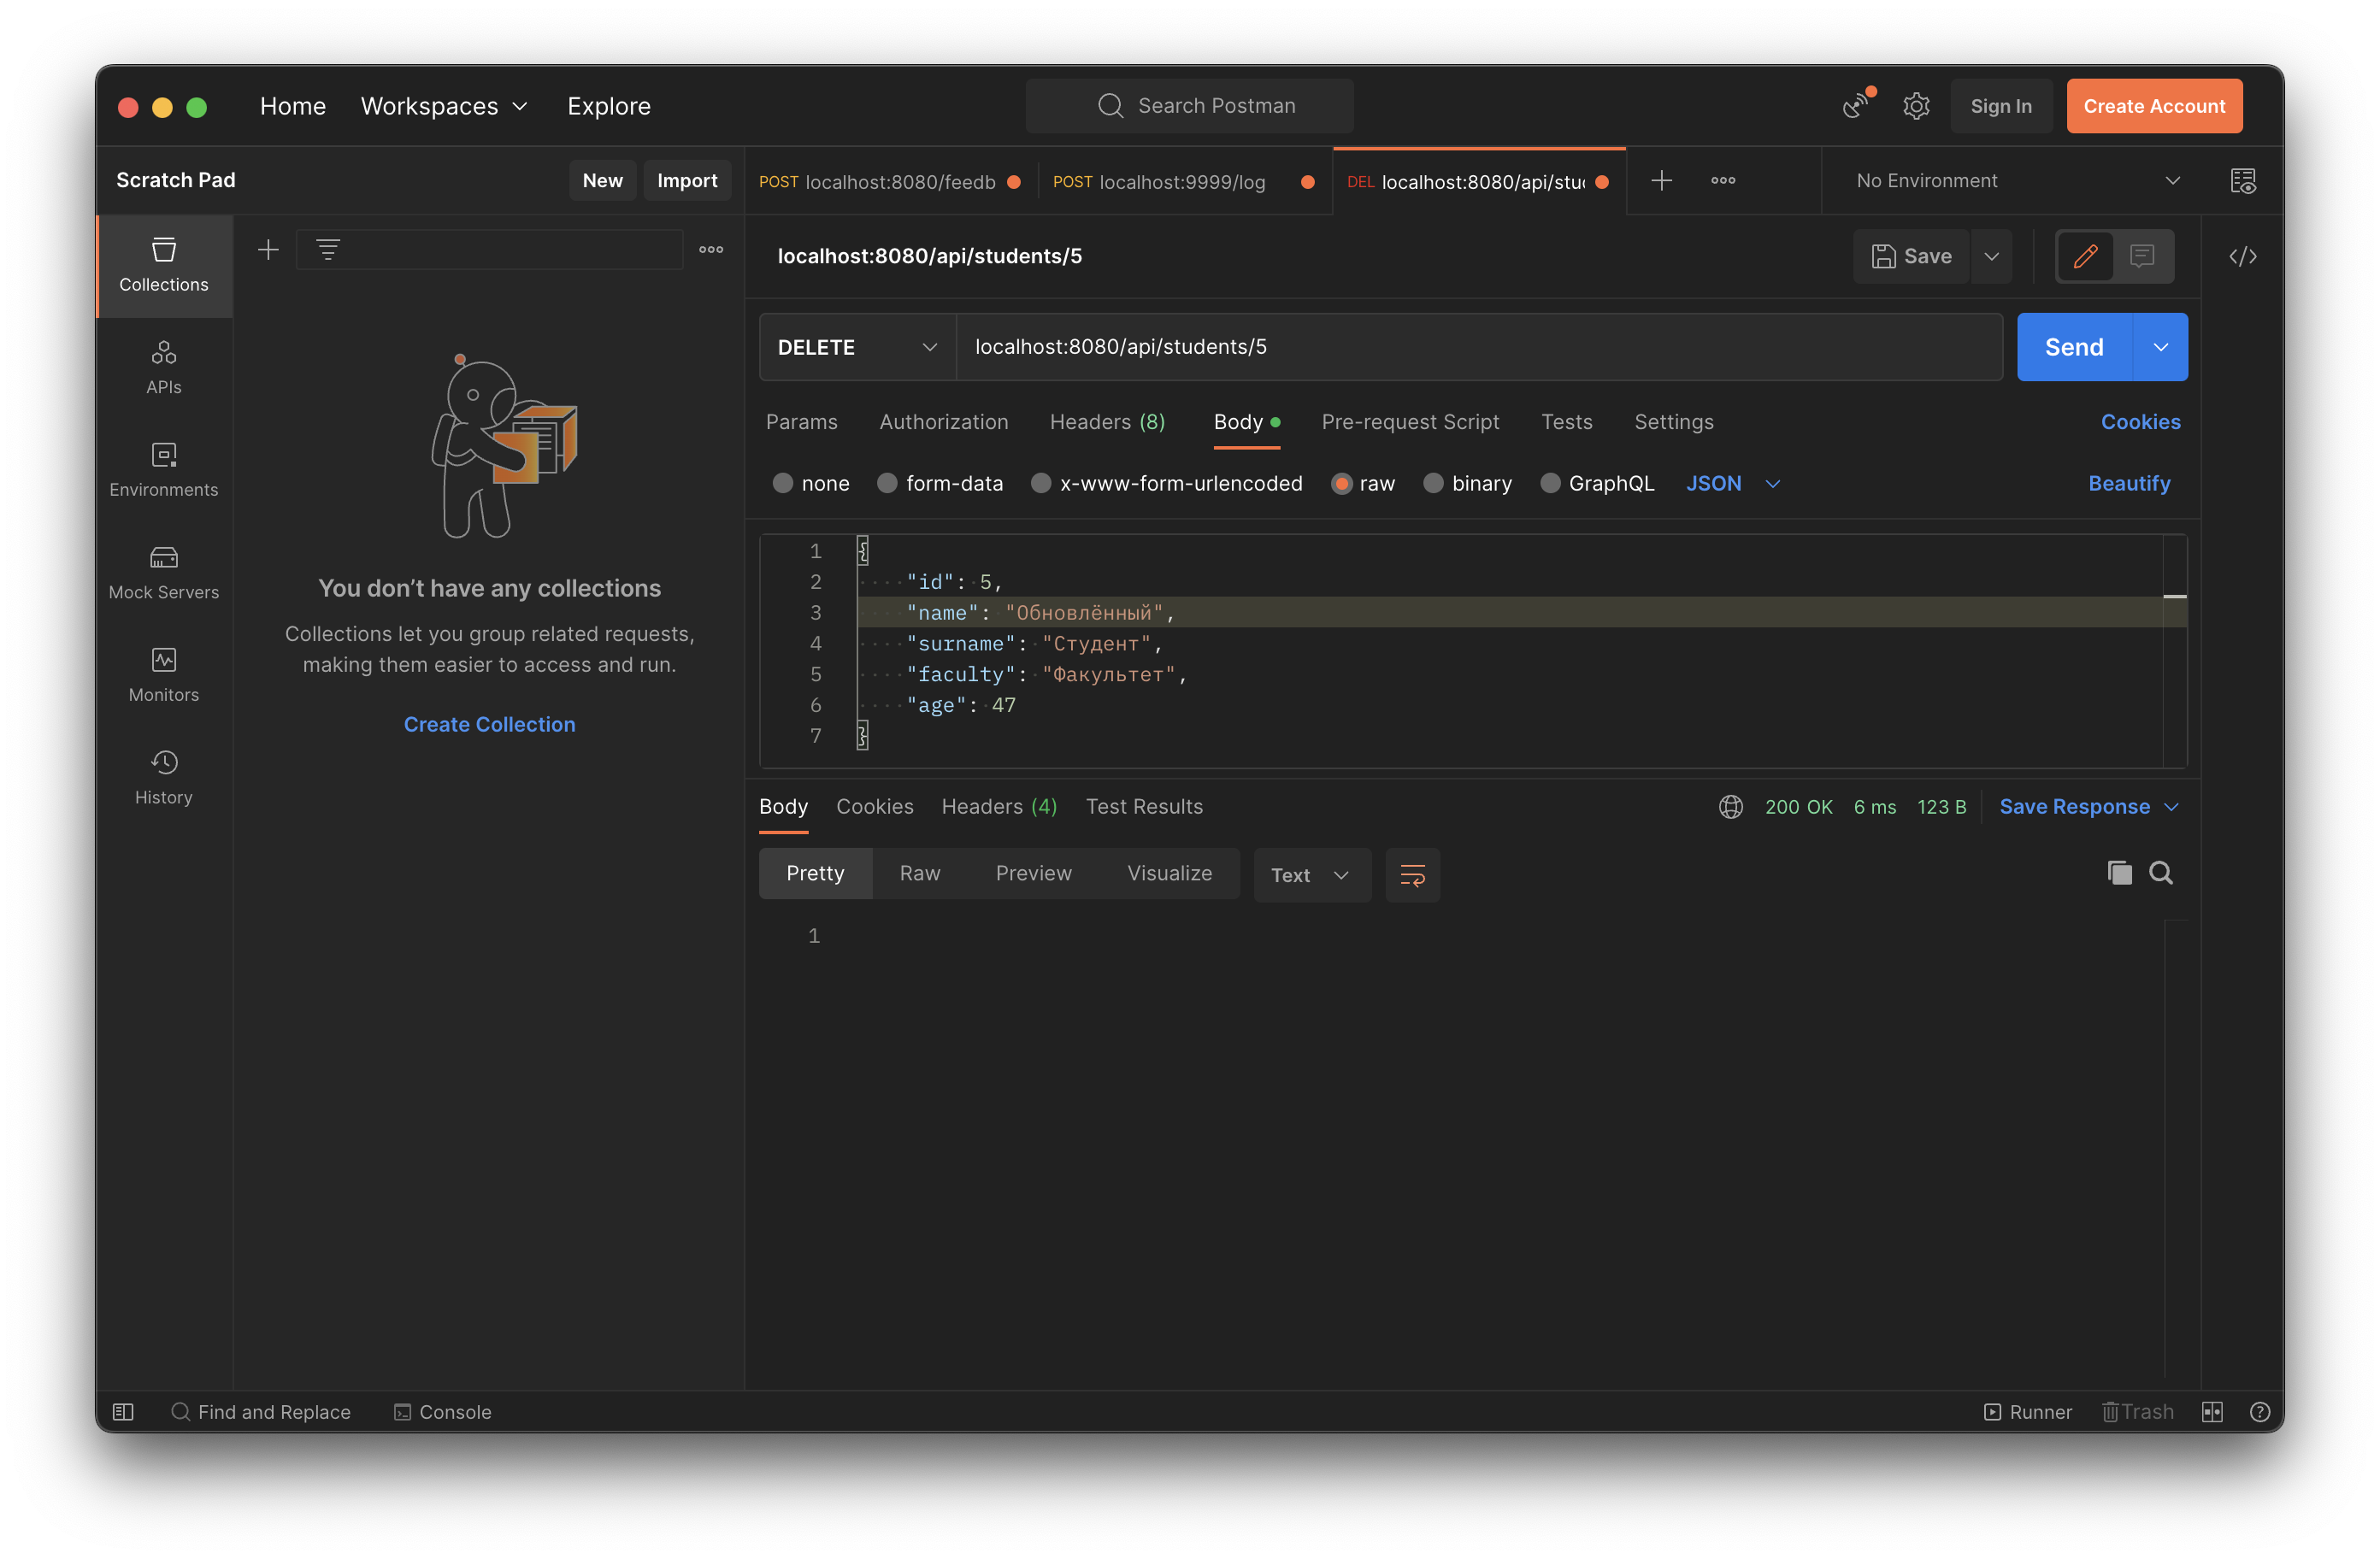 Home Workspaces Explore Search Postman Sign In Create Account
Scratch Pad New Import
POST localhost:8080/feedb POST localhost:9999/log DEL localhost:8080/api/stu No Environment
Collections
APIs
Environments
Mock Servers
Monitors
History
You don’t have any collections
Collections let you group related requests,
making them easier to access and run.
Create Collection
localhost:8080/api/students/5 Save
DELETE localhost:8080/api/students/5 Send
Params Authorization Headers (8) Body Pre-request Script Tests Settings Cookies
none form-data x-www-form-urlencoded raw binary GraphQL JSON Beautify
1 {
2 "id": 5,
3 "name": "Обновлённый",
4 "surname": "Студент",
5 "faculty": "Факультет",
6 "age": 47
7 }
Body Cookies Headers (4) Test Results 200 OK 6 ms 123 B Save Response
Pretty Raw Preview Visualize Text
1
Find and Replace Console Runner Trash